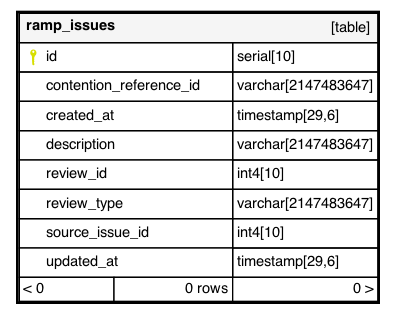 ramp_issues [table]
id serial[10]
contention_reference_id varchar[2147483647]
created_at timestamp[29,6]
description varchar[2147483647]
review_id int4[10]
review_type varchar[2147483647]
source_issue_id int4[10]
updated_at timestamp[29,6]
< 0 0 rows 0 >